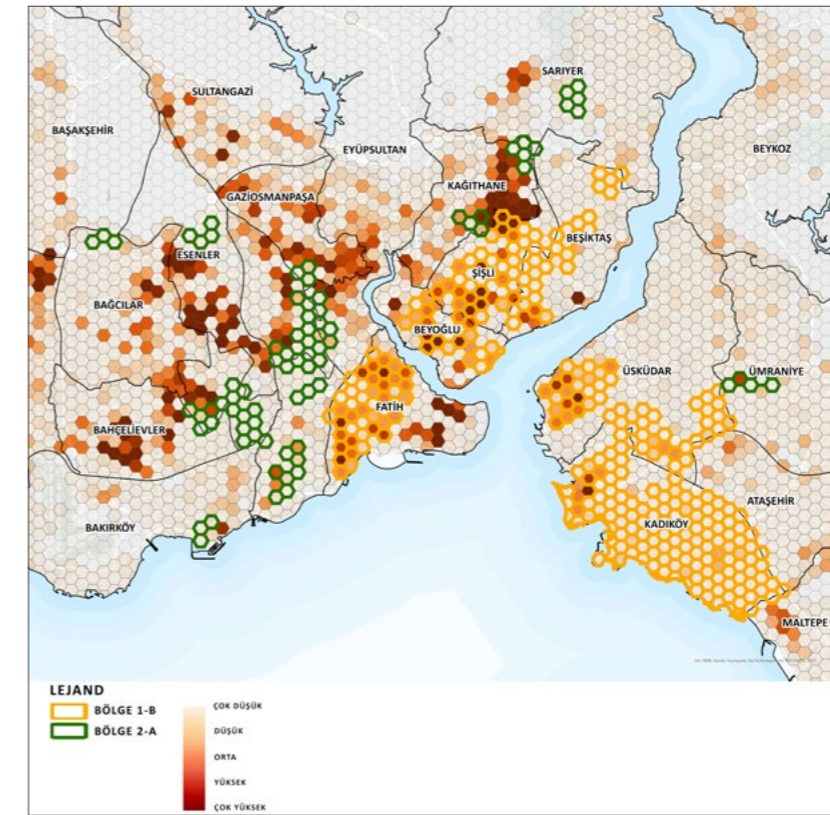 SARIYER
SULTANGAZİ
BAŞAKŞEHİR
EYÜPSULTAN
BEYKOZ
KAĞITHANE
GAZİOSMANPAŞA
BEŞİKTAŞ
ESENLER
ŞİŞLİ
BAĞCILAR
BEYOĞLU
ÜSKÜDAR
ÜMRANİYE
FATİH
BAHÇELİEVLER
ATAŞEHİR
BAKIRKÖY
KADIKÖY
MALTEPE
LEJAND
BÖLGE 1-B
BÖLGE 2-A
ÇOK DÜŞÜK
DÜŞÜK
ORTA
YÜKSEK
ÇOK YÜKSEK